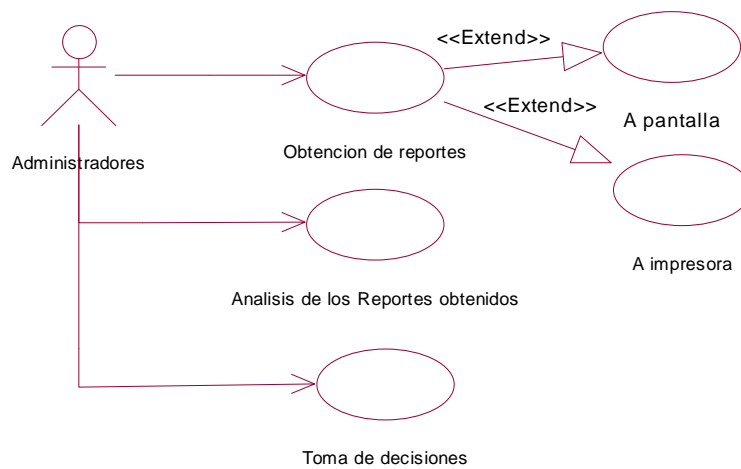 <<Extend>>
<<Extend>>
A pantalla
Administradores
Obtencion de reportes
A impresora
Analisis de los Reportes obtenidos
Toma de decisiones